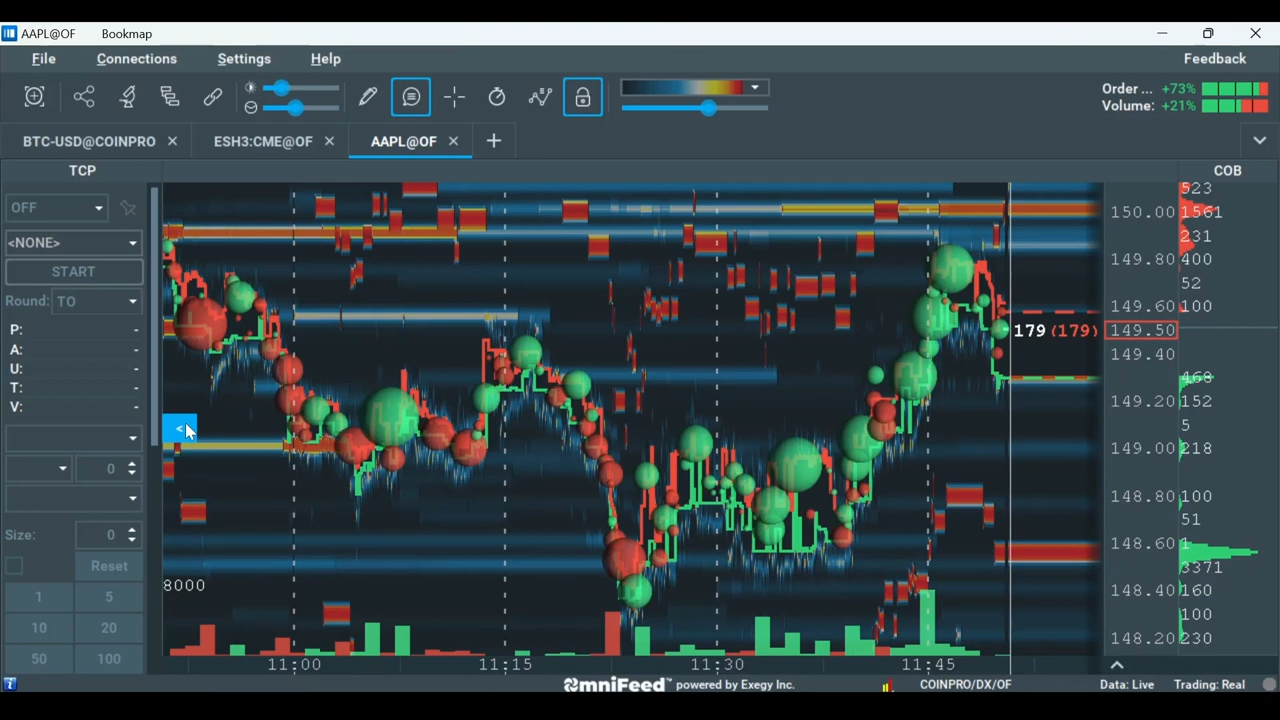 AAPL@OF Bookmap
File Connections Settings Help Feedback
Order ... +73%
Volume: +21%
BTC-USD@COINPRO × ESH3:CME@OF × AAPL@OF × +
TCP COB
OFF
<NONE>
START
Round: TO
P: -
A: -
U: -
T: -
V: -
0
Size: 0
Reset
1 5
10 20
50 100
8000
179 (179)
523
150.00 1561
231
149.80 400
52
149.60 100
149.50
149.40
468
149.20 152
5
149.00 218
148.80 100
51
148.60 1
3371
148.40 160
100
148.20 230
11:00 11:15 11:30 11:45
OmniFeed™ powered by Exegy Inc. COINPRO/DX/OF Data: Live Trading: Real